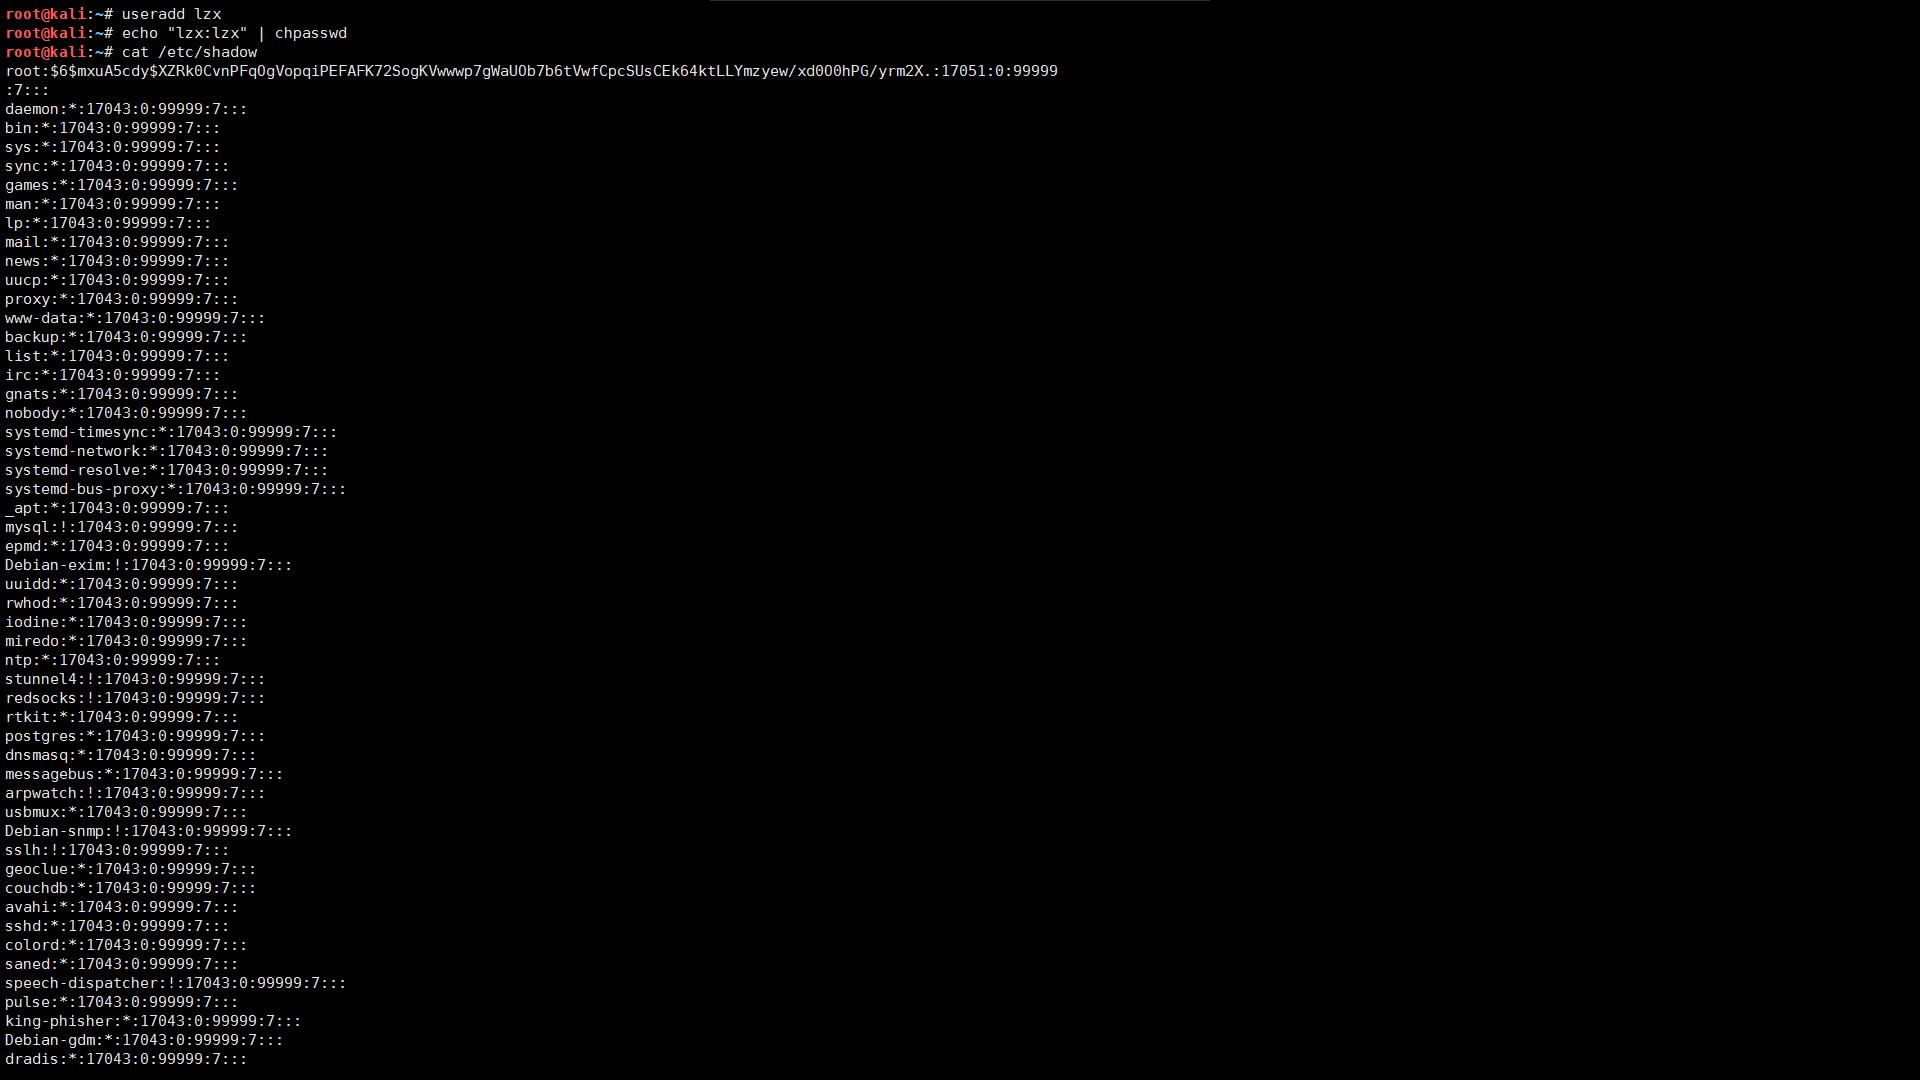 root@kali:~# useradd lzx
root@kali:~# echo "lzx:lzx" | chpasswd
root@kali:~# cat /etc/shadow
root:$6$mxuA5cdy$XZRk0CvnPFqOgVopqiPEFAFK72SogKVwwwp7gWaUOb7b6tVwfCpcSUsCEk64ktLLYmzyew/xd0O0hPG/yrm2X.:17051:0:99999
:7:::
daemon:*:17043:0:99999:7:::
bin:*:17043:0:99999:7:::
sys:*:17043:0:99999:7:::
sync:*:17043:0:99999:7:::
games:*:17043:0:99999:7:::
man:*:17043:0:99999:7:::
lp:*:17043:0:99999:7:::
mail:*:17043:0:99999:7:::
news:*:17043:0:99999:7:::
uucp:*:17043:0:99999:7:::
proxy:*:17043:0:99999:7:::
www-data:*:17043:0:99999:7:::
backup:*:17043:0:99999:7:::
list:*:17043:0:99999:7:::
irc:*:17043:0:99999:7:::
gnats:*:17043:0:99999:7:::
nobody:*:17043:0:99999:7:::
systemd-timesync:*:17043:0:99999:7:::
systemd-network:*:17043:0:99999:7:::
systemd-resolve:*:17043:0:99999:7:::
systemd-bus-proxy:*:17043:0:99999:7:::
_apt:*:17043:0:99999:7:::
mysql:!:17043:0:99999:7:::
epmd:*:17043:0:99999:7:::
Debian-exim:!:17043:0:99999:7:::
uuidd:*:17043:0:99999:7:::
rwhod:*:17043:0:99999:7:::
iodine:*:17043:0:99999:7:::
miredo:*:17043:0:99999:7:::
ntp:*:17043:0:99999:7:::
stunnel4:!:17043:0:99999:7:::
redsocks:!:17043:0:99999:7:::
rtkit:*:17043:0:99999:7:::
postgres:*:17043:0:99999:7:::
dnsmasq:*:17043:0:99999:7:::
messagebus:*:17043:0:99999:7:::
arpwatch:!:17043:0:99999:7:::
usbmux:*:17043:0:99999:7:::
Debian-snmp:!:17043:0:99999:7:::
sslh:!:17043:0:99999:7:::
geoclue:*:17043:0:99999:7:::
couchdb:*:17043:0:99999:7:::
avahi:*:17043:0:99999:7:::
sshd:*:17043:0:99999:7:::
colord:*:17043:0:99999:7:::
saned:*:17043:0:99999:7:::
speech-dispatcher:!:17043:0:99999:7:::
pulse:*:17043:0:99999:7:::
king-phisher:*:17043:0:99999:7:::
Debian-gdm:*:17043:0:99999:7:::
dradis:*:17043:0:99999:7:::